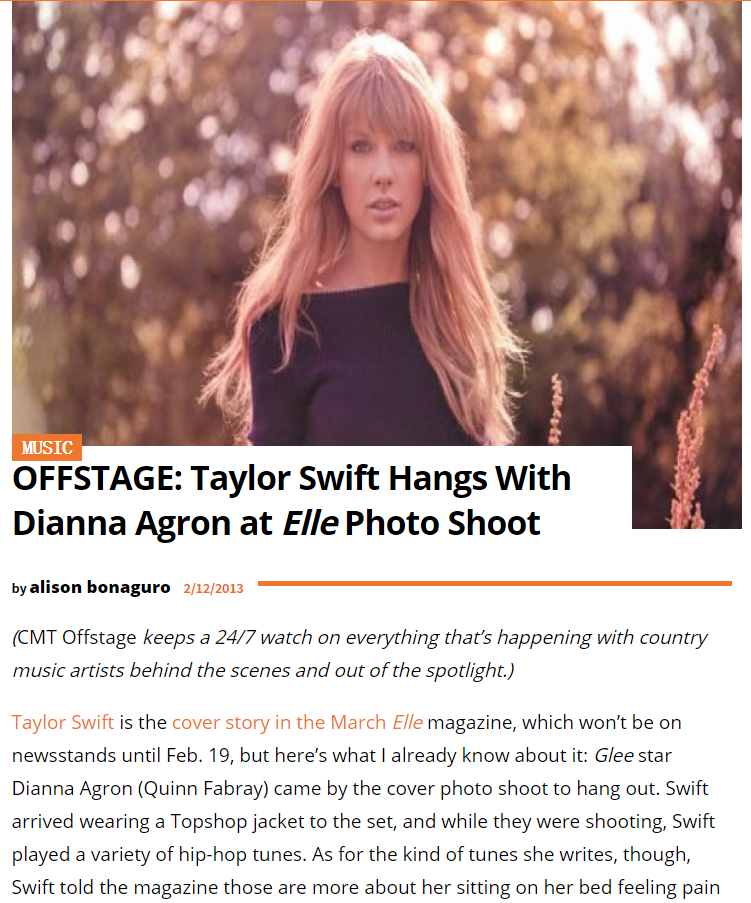 MUSIC
OFFSTAGE: Taylor Swift Hangs With
Dianna Agron at Elle Photo Shoot
by alison bonaguro 2/12/2013
(CMT Offstage keeps a 24/7 watch on everything that’s happening with country
music artists behind the scenes and out of the spotlight.)
Taylor Swift is the cover story in the March Elle magazine, which won’t be on
newsstands until Feb. 19, but here’s what I already know about it: Glee star
Dianna Agron (Quinn Fabray) came by the cover photo shoot to hang out. Swift
arrived wearing a Topshop jacket to the set, and while they were shooting, Swift
played a variety of hip-hop tunes. As for the kind of tunes she writes, though,
Swift told the magazine those are more about her sitting on her bed feeling pain